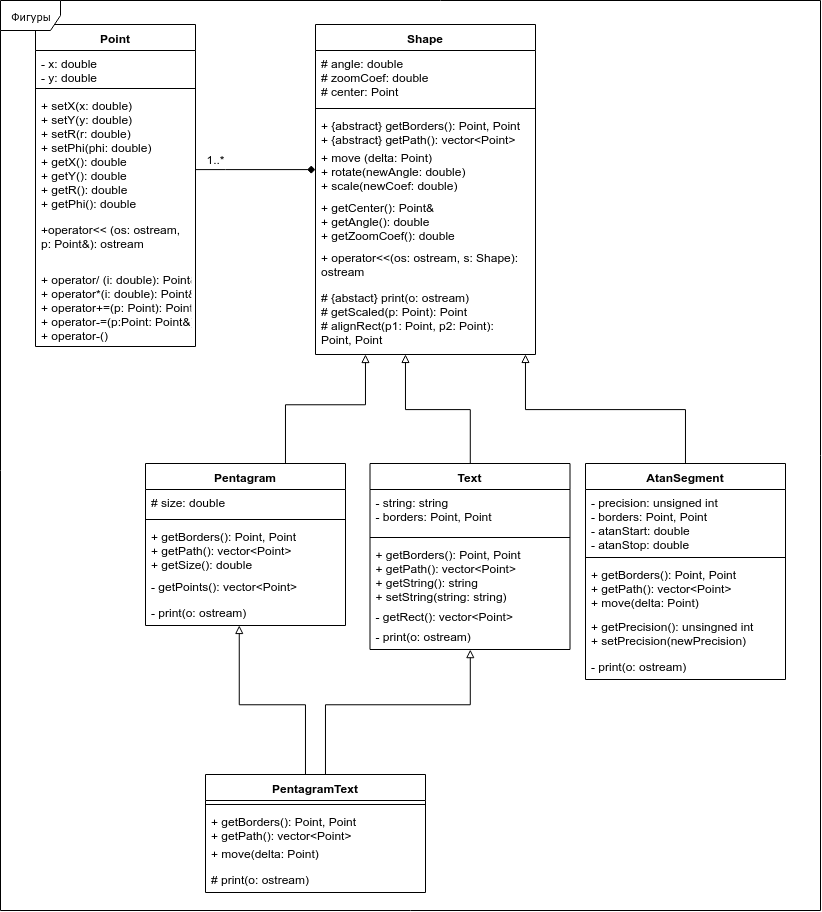 Фигуры
Point
- x: double
- y: double
+ setX(x: double)
+ setY(y: double)
+ setR(r: double)
+ setPhi(phi: double)
+ getX(): double
+ getY(): double
+ getR(): double
+ getPhi(): double
+operator<< (os: ostream,
p: Point&): ostream
+ operator/ (i: double): Point
+ operator*(i: double): Point&
+ operator+=(p: Point): Point
+ operator-=(p:Point: Point&
+ operator-()
1..*
Shape
# angle: double
# zoomCoef: double
# center: Point
+ {abstract} getBorders(): Point, Point
+ {abstract} getPath(): vector<Point>
+ move (delta: Point)
+ rotate(newAngle: double)
+ scale(newCoef: double)
+ getCenter(): Point&
+ getAngle(): double
+ getZoomCoef(): double
+ operator<<(os: ostream, s: Shape):
ostream
# {abstact} print(o: ostream)
# getScaled(p: Point): Point
# alignRect(p1: Point, p2: Point):
Point, Point
Pentagram
# size: double
+ getBorders(): Point, Point
+ getPath(): vector<Point>
+ getSize(): double
- getPoints(): vector<Point>
- print(o: ostream)
Text
- string: string
- borders: Point, Point
+ getBorders(): Point, Point
+ getPath(): vector<Point>
+ getString(): string
+ setString(string: string)
- getRect(): vector<Point>
- print(o: ostream)
AtanSegment
- precision: unsigned int
- borders: Point, Point
- atanStart: double
- atanStop: double
+ getBorders(): Point, Point
+ getPath(): vector<Point>
+ move(delta: Point)
+ getPrecision(): unsingned int
+ setPrecision(newPrecision)
- print(o: ostream)
PentagramText
+ getBorders(): Point, Point
+ getPath(): vector<Point>
+ move(delta: Point)
# print(o: ostream)